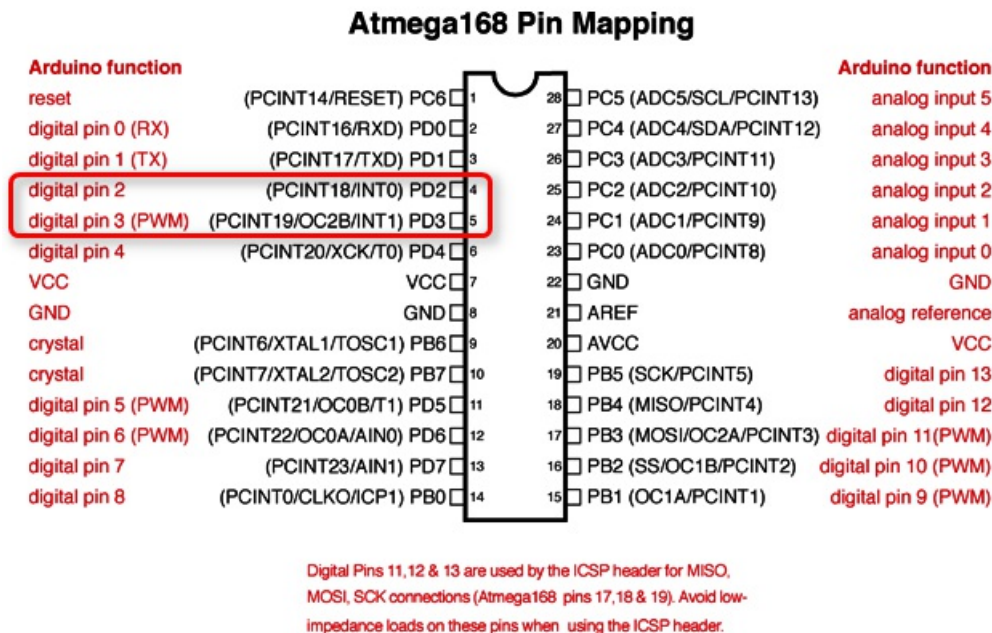 Atmega168 Pin Mapping
Arduino function Arduino function
reset (PCINT14/RESET) PC6 1 28 PC5 (ADC5/SCL/PCINT13) analog input 5
digital pin 0 (RX) (PCINT16/RXD) PD0 2 27 PC4 (ADC4/SDA/PCINT12) analog input 4
digital pin 1 (TX) (PCINT17/TXD) PD1 3 26 PC3 (ADC3/PCINT11) analog input 3
digital pin 2 (PCINT18/INT0) PD2 4 25 PC2 (ADC2/PCINT10) analog input 2
digital pin 3 (PWM) (PCINT19/OC2B/INT1) PD3 5 24 PC1 (ADC1/PCINT9) analog input 1
digital pin 4 (PCINT20/XCK/T0) PD4 6 23 PC0 (ADC0/PCINT8) analog input 0
VCC VCC 7 22 GND GND
GND GND 8 21 AREF analog reference
crystal (PCINT6/XTAL1/TOSC1) PB6 9 20 AVCC VCC
crystal (PCINT7/XTAL2/TOSC2) PB7 10 19 PB5 (SCK/PCINT5) digital pin 13
digital pin 5 (PWM) (PCINT21/OC0B/T1) PD5 11 18 PB4 (MISO/PCINT4) digital pin 12
digital pin 6 (PWM) (PCINT22/OC0A/AIN0) PD6 12 17 PB3 (MOSI/OC2A/PCINT3) digital pin 11(PWM)
digital pin 7 (PCINT23/AIN1) PD7 13 16 PB2 (SS/OC1B/PCINT2) digital pin 10 (PWM)
digital pin 8 (PCINT0/CLKO/ICP1) PB0 14 15 PB1 (OC1A/PCINT1) digital pin 9 (PWM)
Digital Pins 11,12 & 13 are used by the ICSP header for MISO,
MOSI, SCK connections (Atmega168 pins 17,18 & 19). Avoid low-
impedance loads on these pins when using the ICSP header.